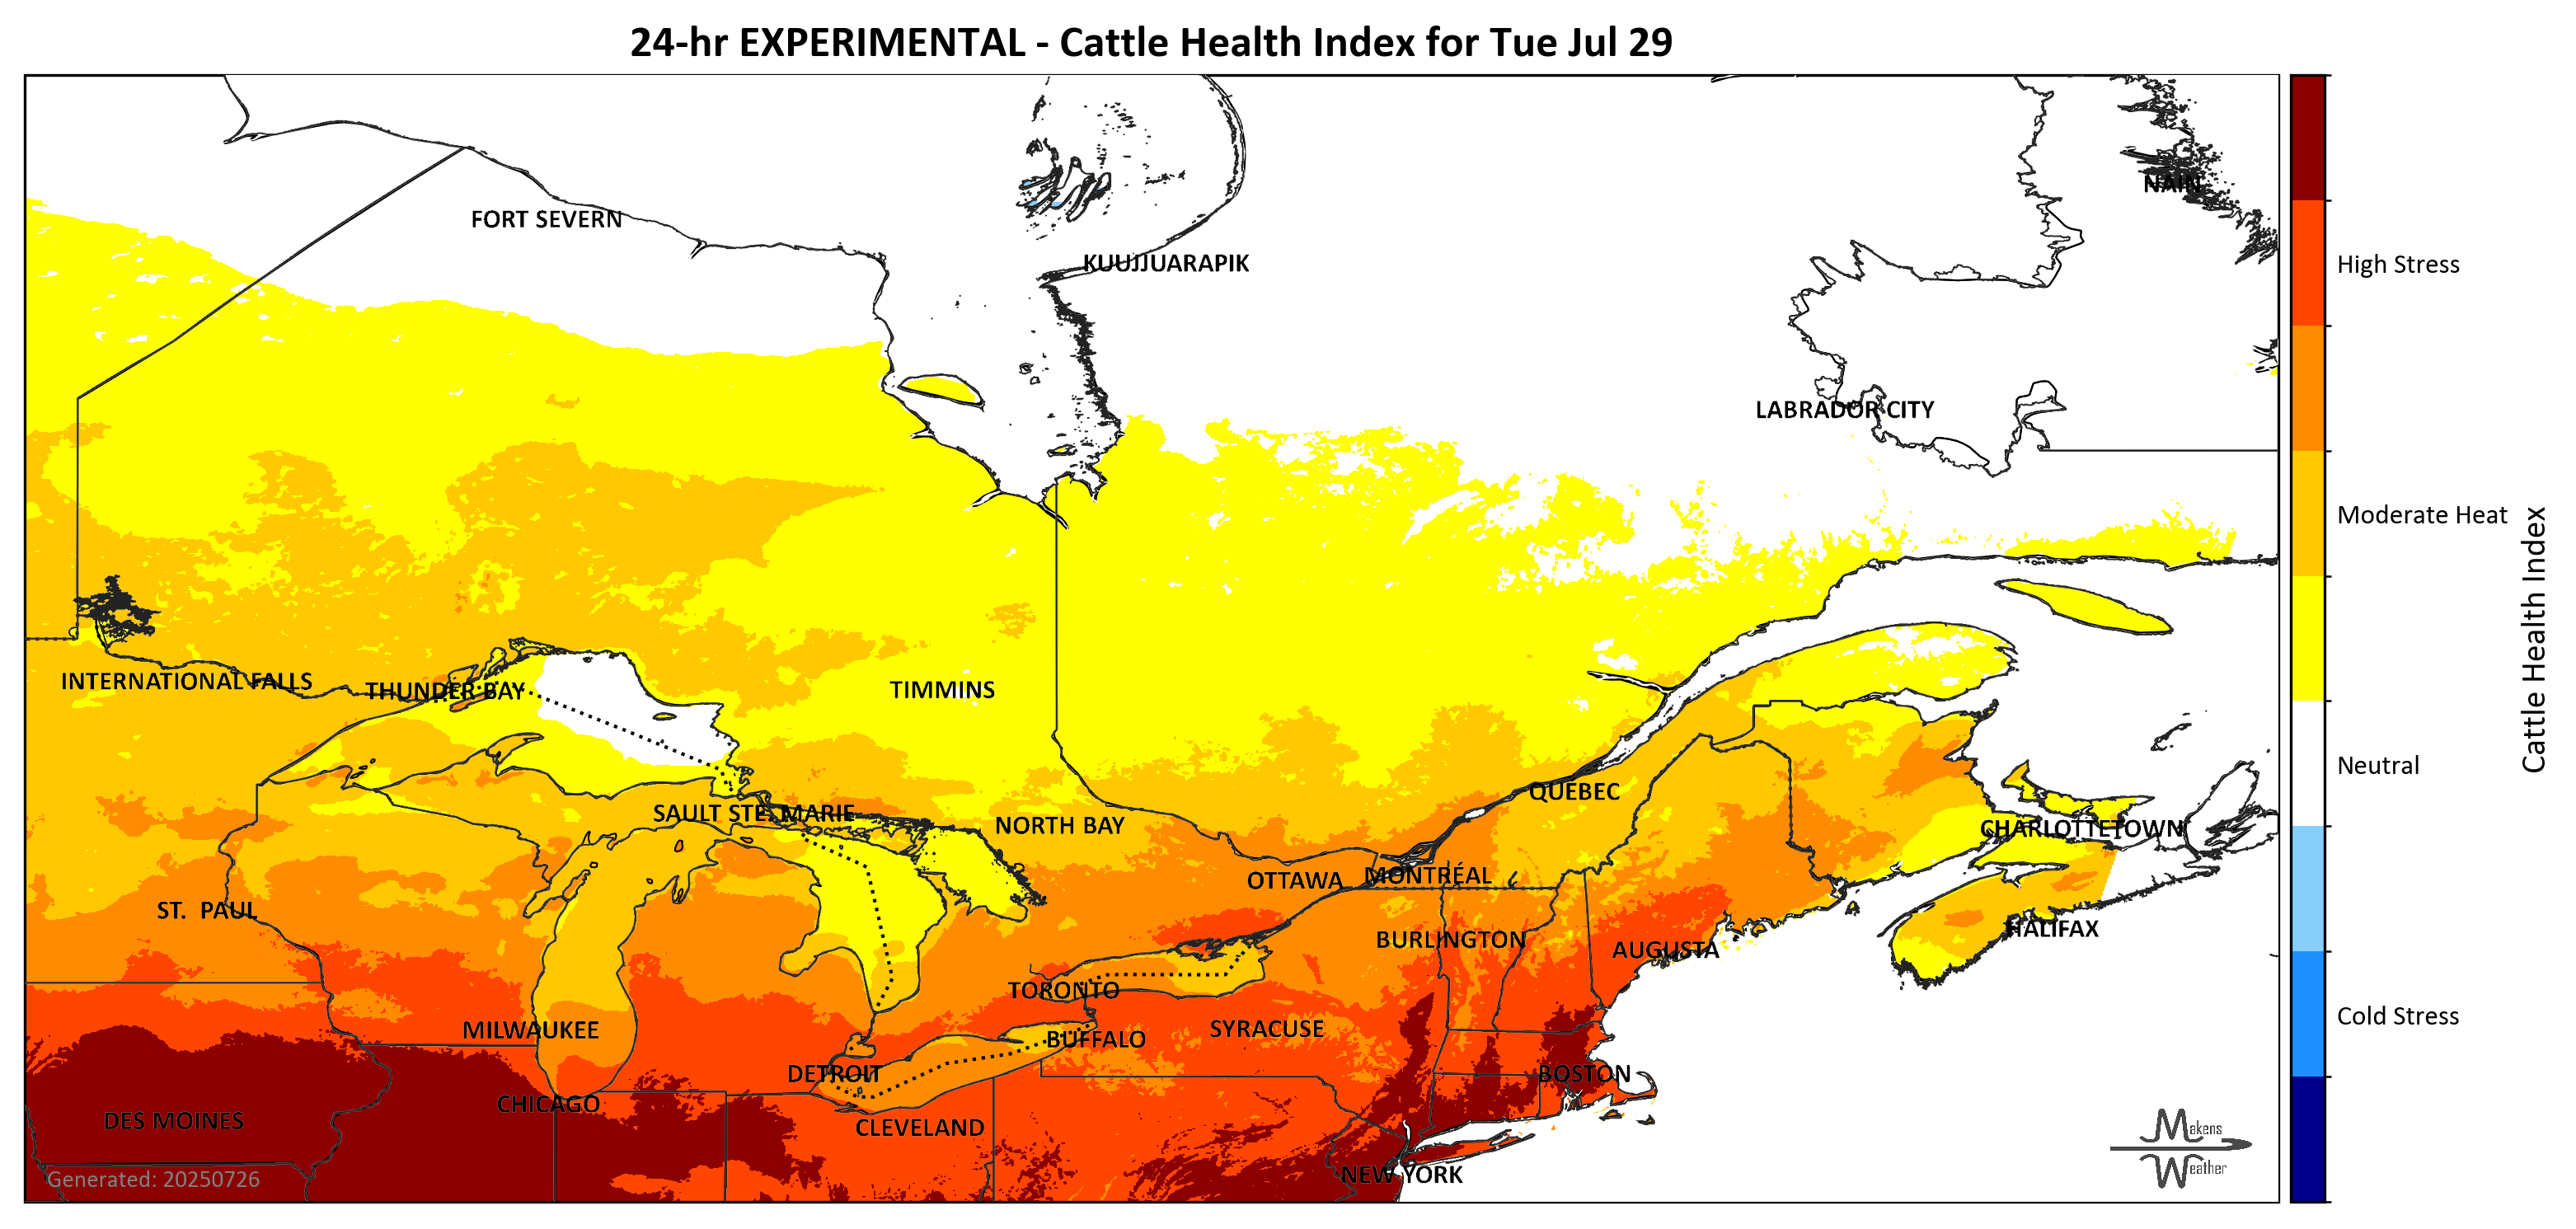 24-hr EXPERIMENTAL - Cattle Health Index for Tue Jul 29
NAIN
FORT SEVERN
KUUJJUARAPIK
High Stress
LABRADOR CITY
Moderate Heat
Cattle Health Index
INTERNATIONAL FALLS
THUNDER BAY
TIMMINS
Neutral
QUEBEC
SAULT STE. MARIE
NORTH BAY
CHARLOTTETOWN
OTTAWA
MONTRÉAL
ST. PAUL
HALIFAX
BURLINGTON
AUGUSTA
TORONTO
Cold Stress
MILWAUKEE
SYRACUSE
BUFFALO
DETROIT
BOSTON
CHICAGO
DES MOINES
CLEVELAND
Makens
Weather
NEW YORK
Generated: 20250726